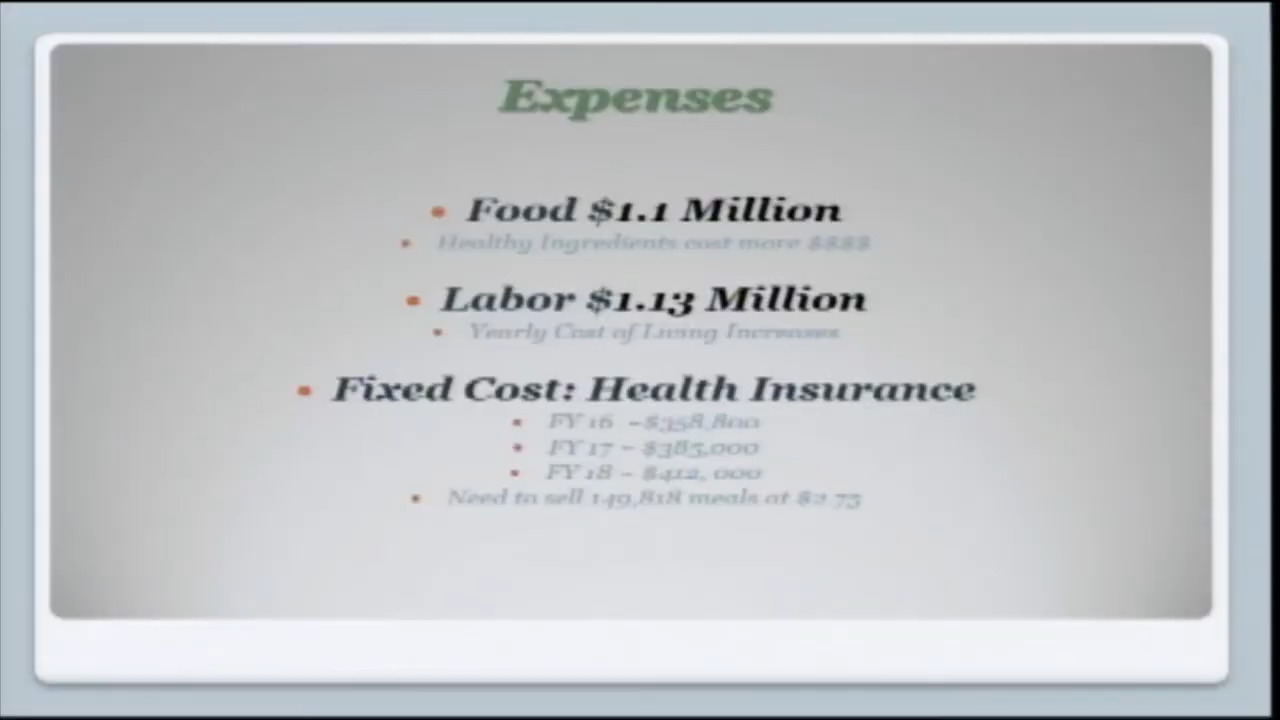 Expenses
• Food $1.1 Million
• Healthy Ingredients cost more $$$$
• Labor $1.13 Million
• Yearly Cost of Living Increases
• Fixed Cost: Health Insurance
• FY 16 ~$358,800
• FY 17 ~ $385,000
• FY 18 ~ $412, 000
• Need to sell 149,818 meals at $2.75